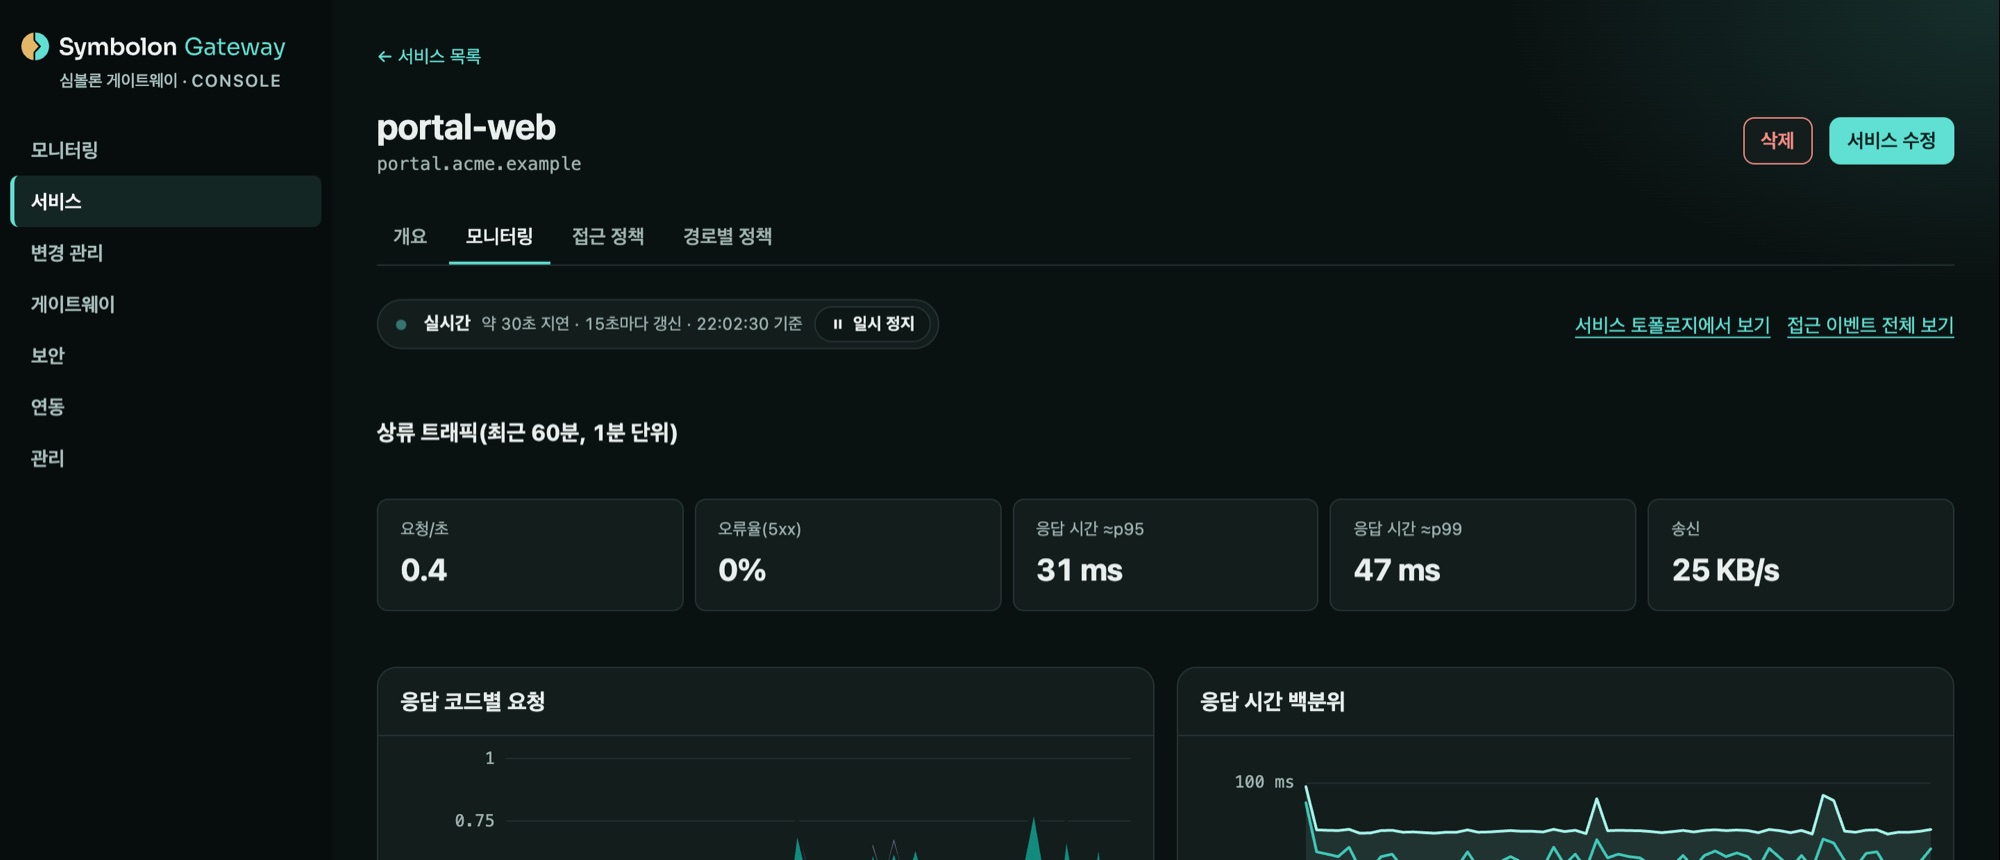 Symbolon Gateway
심볼론 게이트웨이 · CONSOLE
모니터링
서비스
변경 관리
게이트웨이
보안
연동
관리
← 서비스 목록
portal-web
portal.acme.example
삭제
서비스 수정
개요
모니터링
접근 정책
경로별 정책
실시간 약 30초 지연 · 15초마다 갱신 · 22:02:30 기준
일시 정지
서비스 토폴로지에서 보기
접근 이벤트 전체 보기
상류 트래픽(최근 60분, 1분 단위)
요청/초
0.4
오류율(5xx)
0%
응답 시간 ≈p95
31 ms
응답 시간 ≈p99
47 ms
송신
25 KB/s
응답 코드별 요청
1
0.75
응답 시간 백분위
100 ms